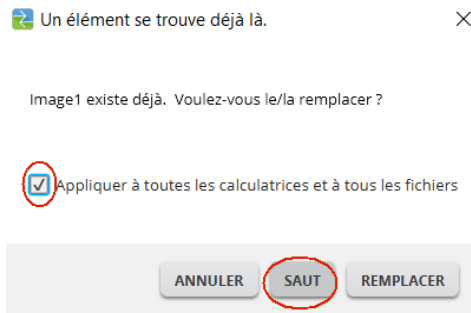 Un élément se trouve déjà là.
Image1 existe déjà. Voulez-vous le/la remplacer ?
Appliquer à toutes les calculatrices et à tous les fichiers
ANNULER SAUT REMPLACER